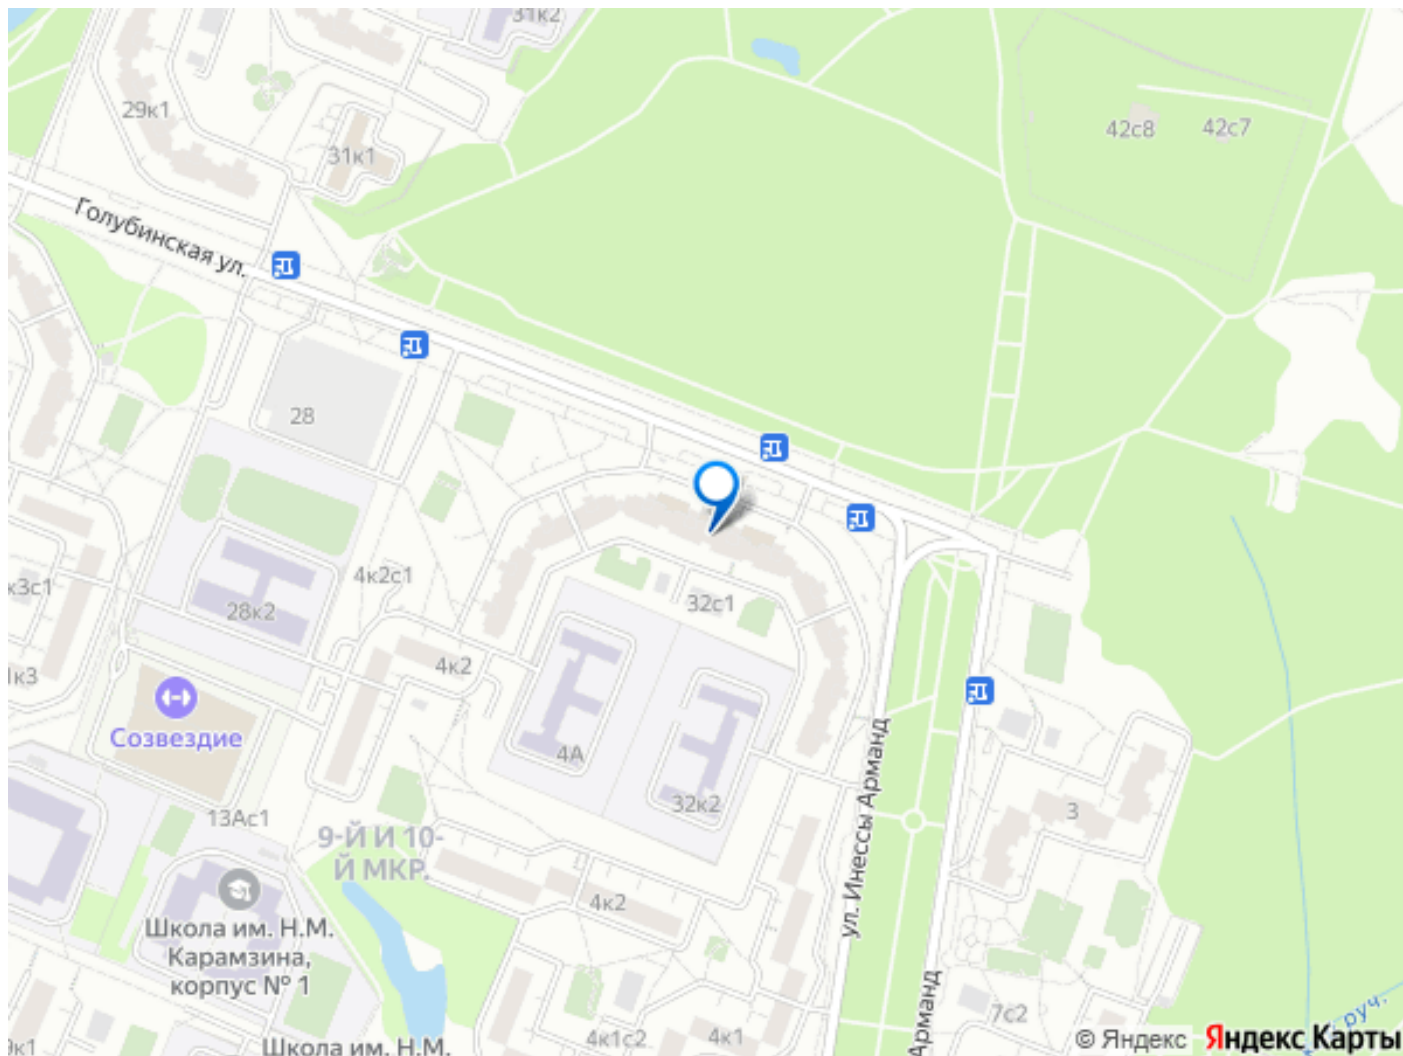 31к2
29к1
42с8
42с7
31к1
Голубинская ул.
28
4к2с1
32с1
к3с1
28к2
4к2
1к3
Созвездие
4А
32к2
3
13Ас1
9-Й И 10-
Й МКР.
ул. Инессы Арманд
Школа им. Н.М.
Карамзина,
корпус № 1
4к2
7с2
Арманд
руч.
9к1
Школа им. Н.М.
4к1с2
4к1
© Яндекс Яндекс Карты